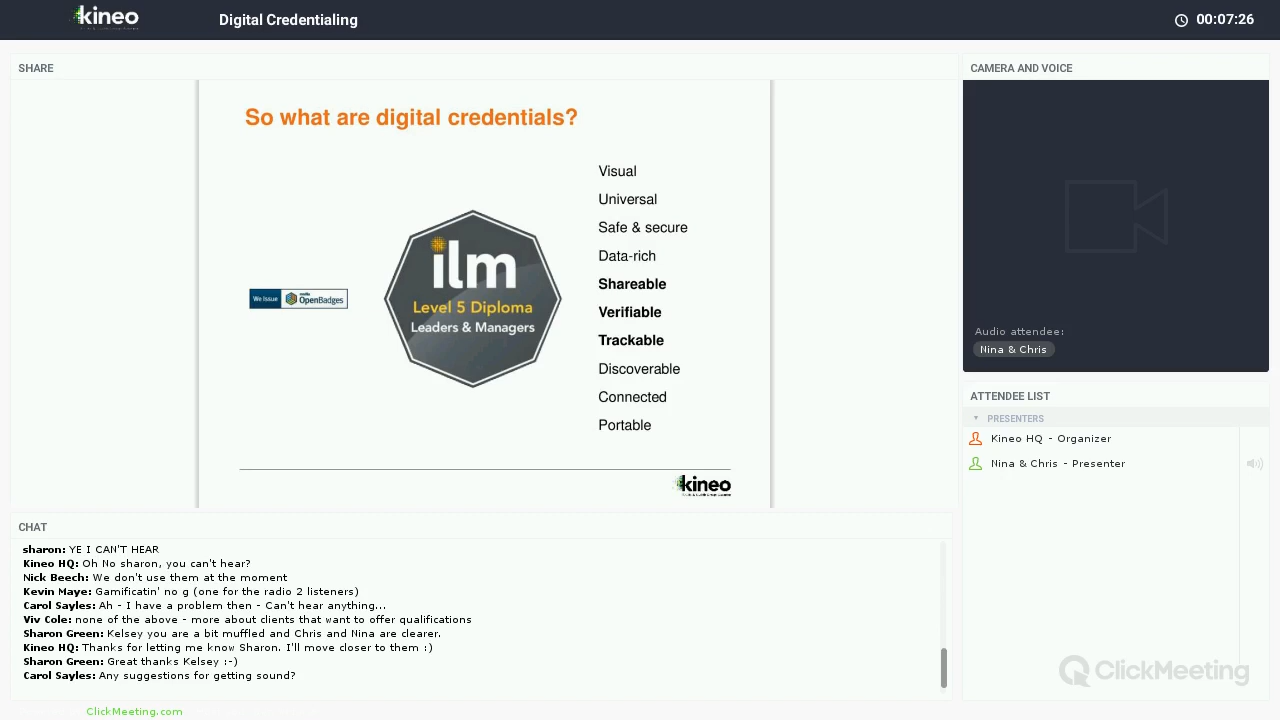 kineo
Digital Credentialing
00:07:26
SHARE
So what are digital credentials?
We Issue
OpenBadges
ilm
Level 5 Diploma
Leaders & Managers
Visual
Universal
Safe & secure
Data-rich
Shareable
Verifiable
Trackable
Discoverable
Connected
Portable
kineo
CAMERA AND VOICE
Audio attendee:
Nina & Chris
ATTENDEE LIST
PRESENTERS
Kineo HQ - Organizer
Nina & Chris - Presenter
CHAT
sharon: YE I CAN'T HEAR
Kineo HQ: Oh No sharon, you can't hear?
Nick Beech: We don't use them at the moment
Kevin Maye: Gamificatin' no g (one for the radio 2 listeners)
Carol Sayles: Ah - I have a problem then - Can't hear anything...
Viv Cole: none of the above - more about clients that want to offer qualifications
Sharon Green: Kelsey you are a bit muffled and Chris and Nina are clearer.
Kineo HQ: Thanks for letting me know Sharon. I'll move closer to them :)
Sharon Green: Great thanks Kelsey :-)
Carol Sayles: Any suggestions for getting sound?
ClickMeeting
ClickMeeting.com